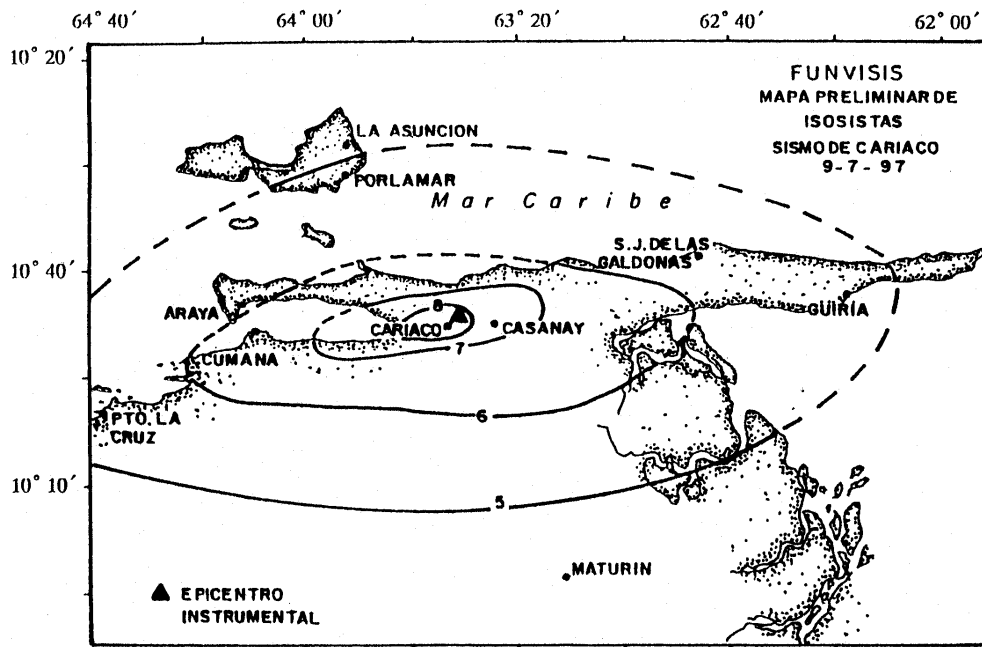 64° 40′ 64° 00′ 63° 20′ 62° 40′ 62° 00′
10° 20′
FUNVISIS
MAPA PRELIMINAR DE
ISOSISTAS
SISMO DE CARIACO
9-7-97
LA ASUNCION
PORLAMAR
Mar Caribe
10° 40′
S.J. DE LAS
GALDONAS
ARAYA
GUIRIA
8
CARIACO
CASANAY
7
CUMANA
6
PTO. LA
CRUZ
10° 10′
5
MATURIN
EPICENTRO
INSTRUMENTAL